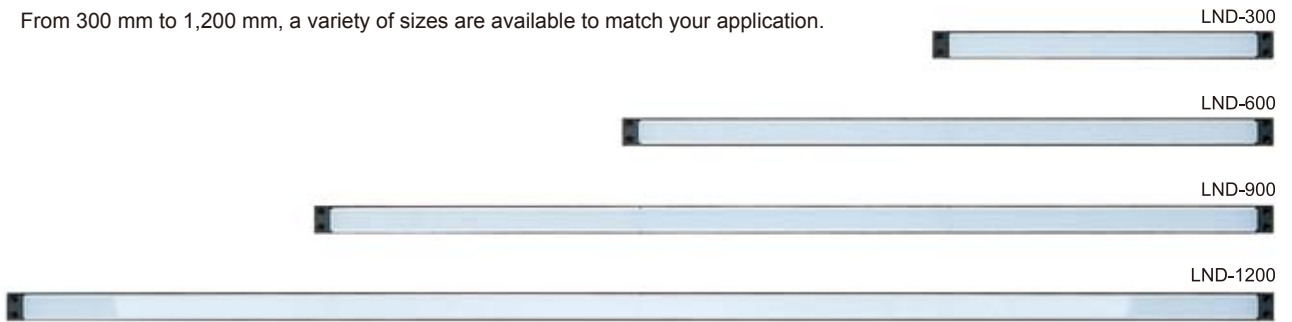 From 300 mm to 1,200 mm, a variety of sizes are available to match your application.
LND-300
LND-600
LND-900
LND-1200